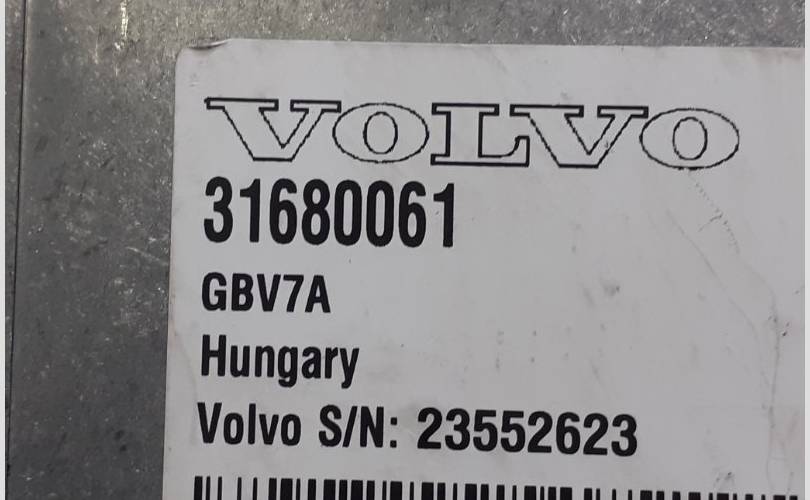 VOLVO
31680061
GBV7A
Hungary
Volvo S/N: 23552623